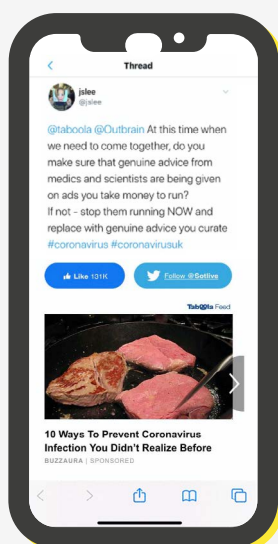 Thread
jslee
@jslee
@taboola @Outbrain At this time when
we need to come together, do you
make sure that genuine advice from
medics and scientists are being given
on ads you take money to run?
If not - stop them running NOW and
replace with genuine advice you curate
#coronavirus #coronavirusuk
Like 131K
Follow @Setlive
Taboola Feed
10 Ways To Prevent Coronavirus
Infection You Didn't Realize Before
BUZZAURA | SPONSORED